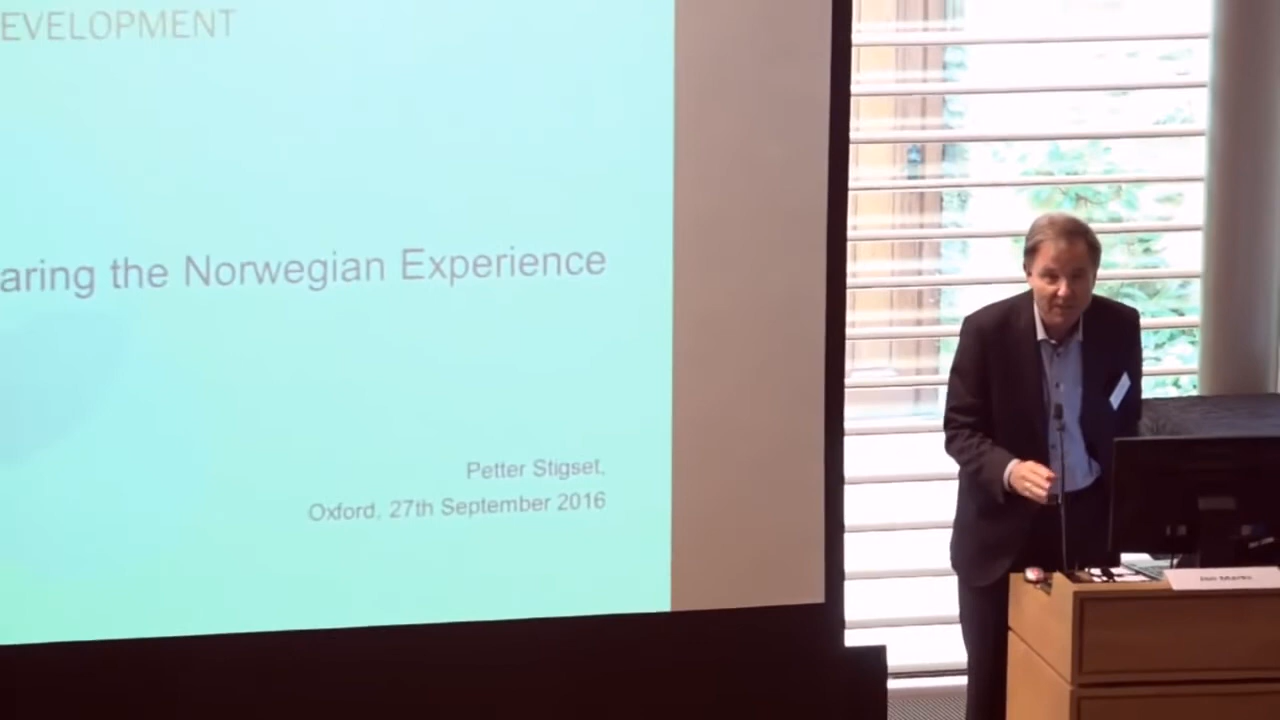 EVELOPMENT
aring the Norwegian Experience
Petter Stigset,
Oxford, 27th September 2016